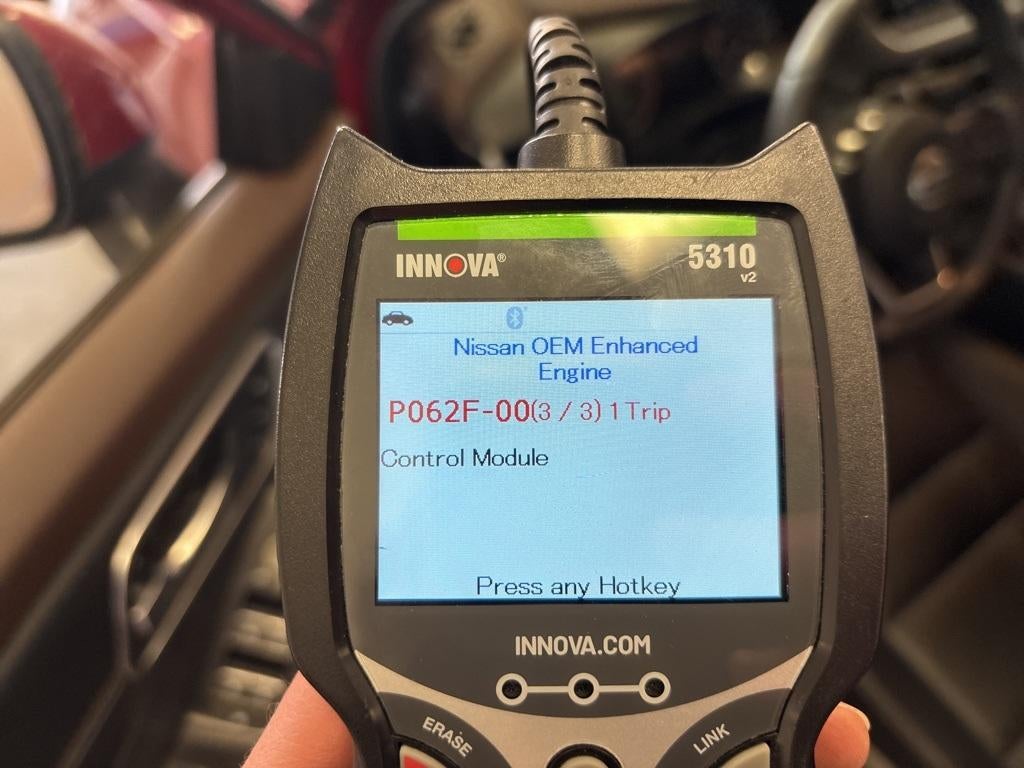 INNOVA®
5310
v2
Nissan OEM Enhanced
Engine
P062F-00(3 / 3) 1 Trip
Control Module
Press any Hotkey
INNOVA.COM
ERASE
LINK